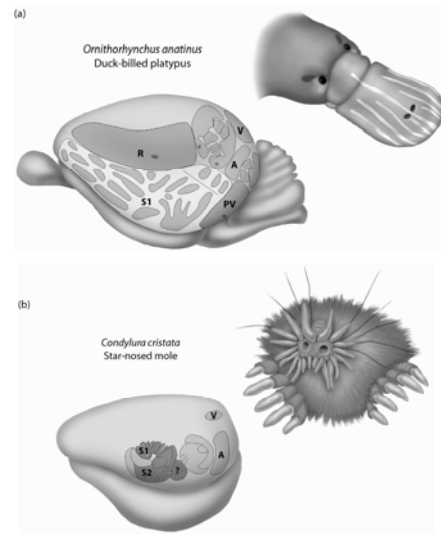 (a)
Ornithorhynchus anatinus
Duck-billed platypus
V
R
A
S1
PV
(b)
Condylura cristata
Star-nosed mole
V
S1
A
S2
?